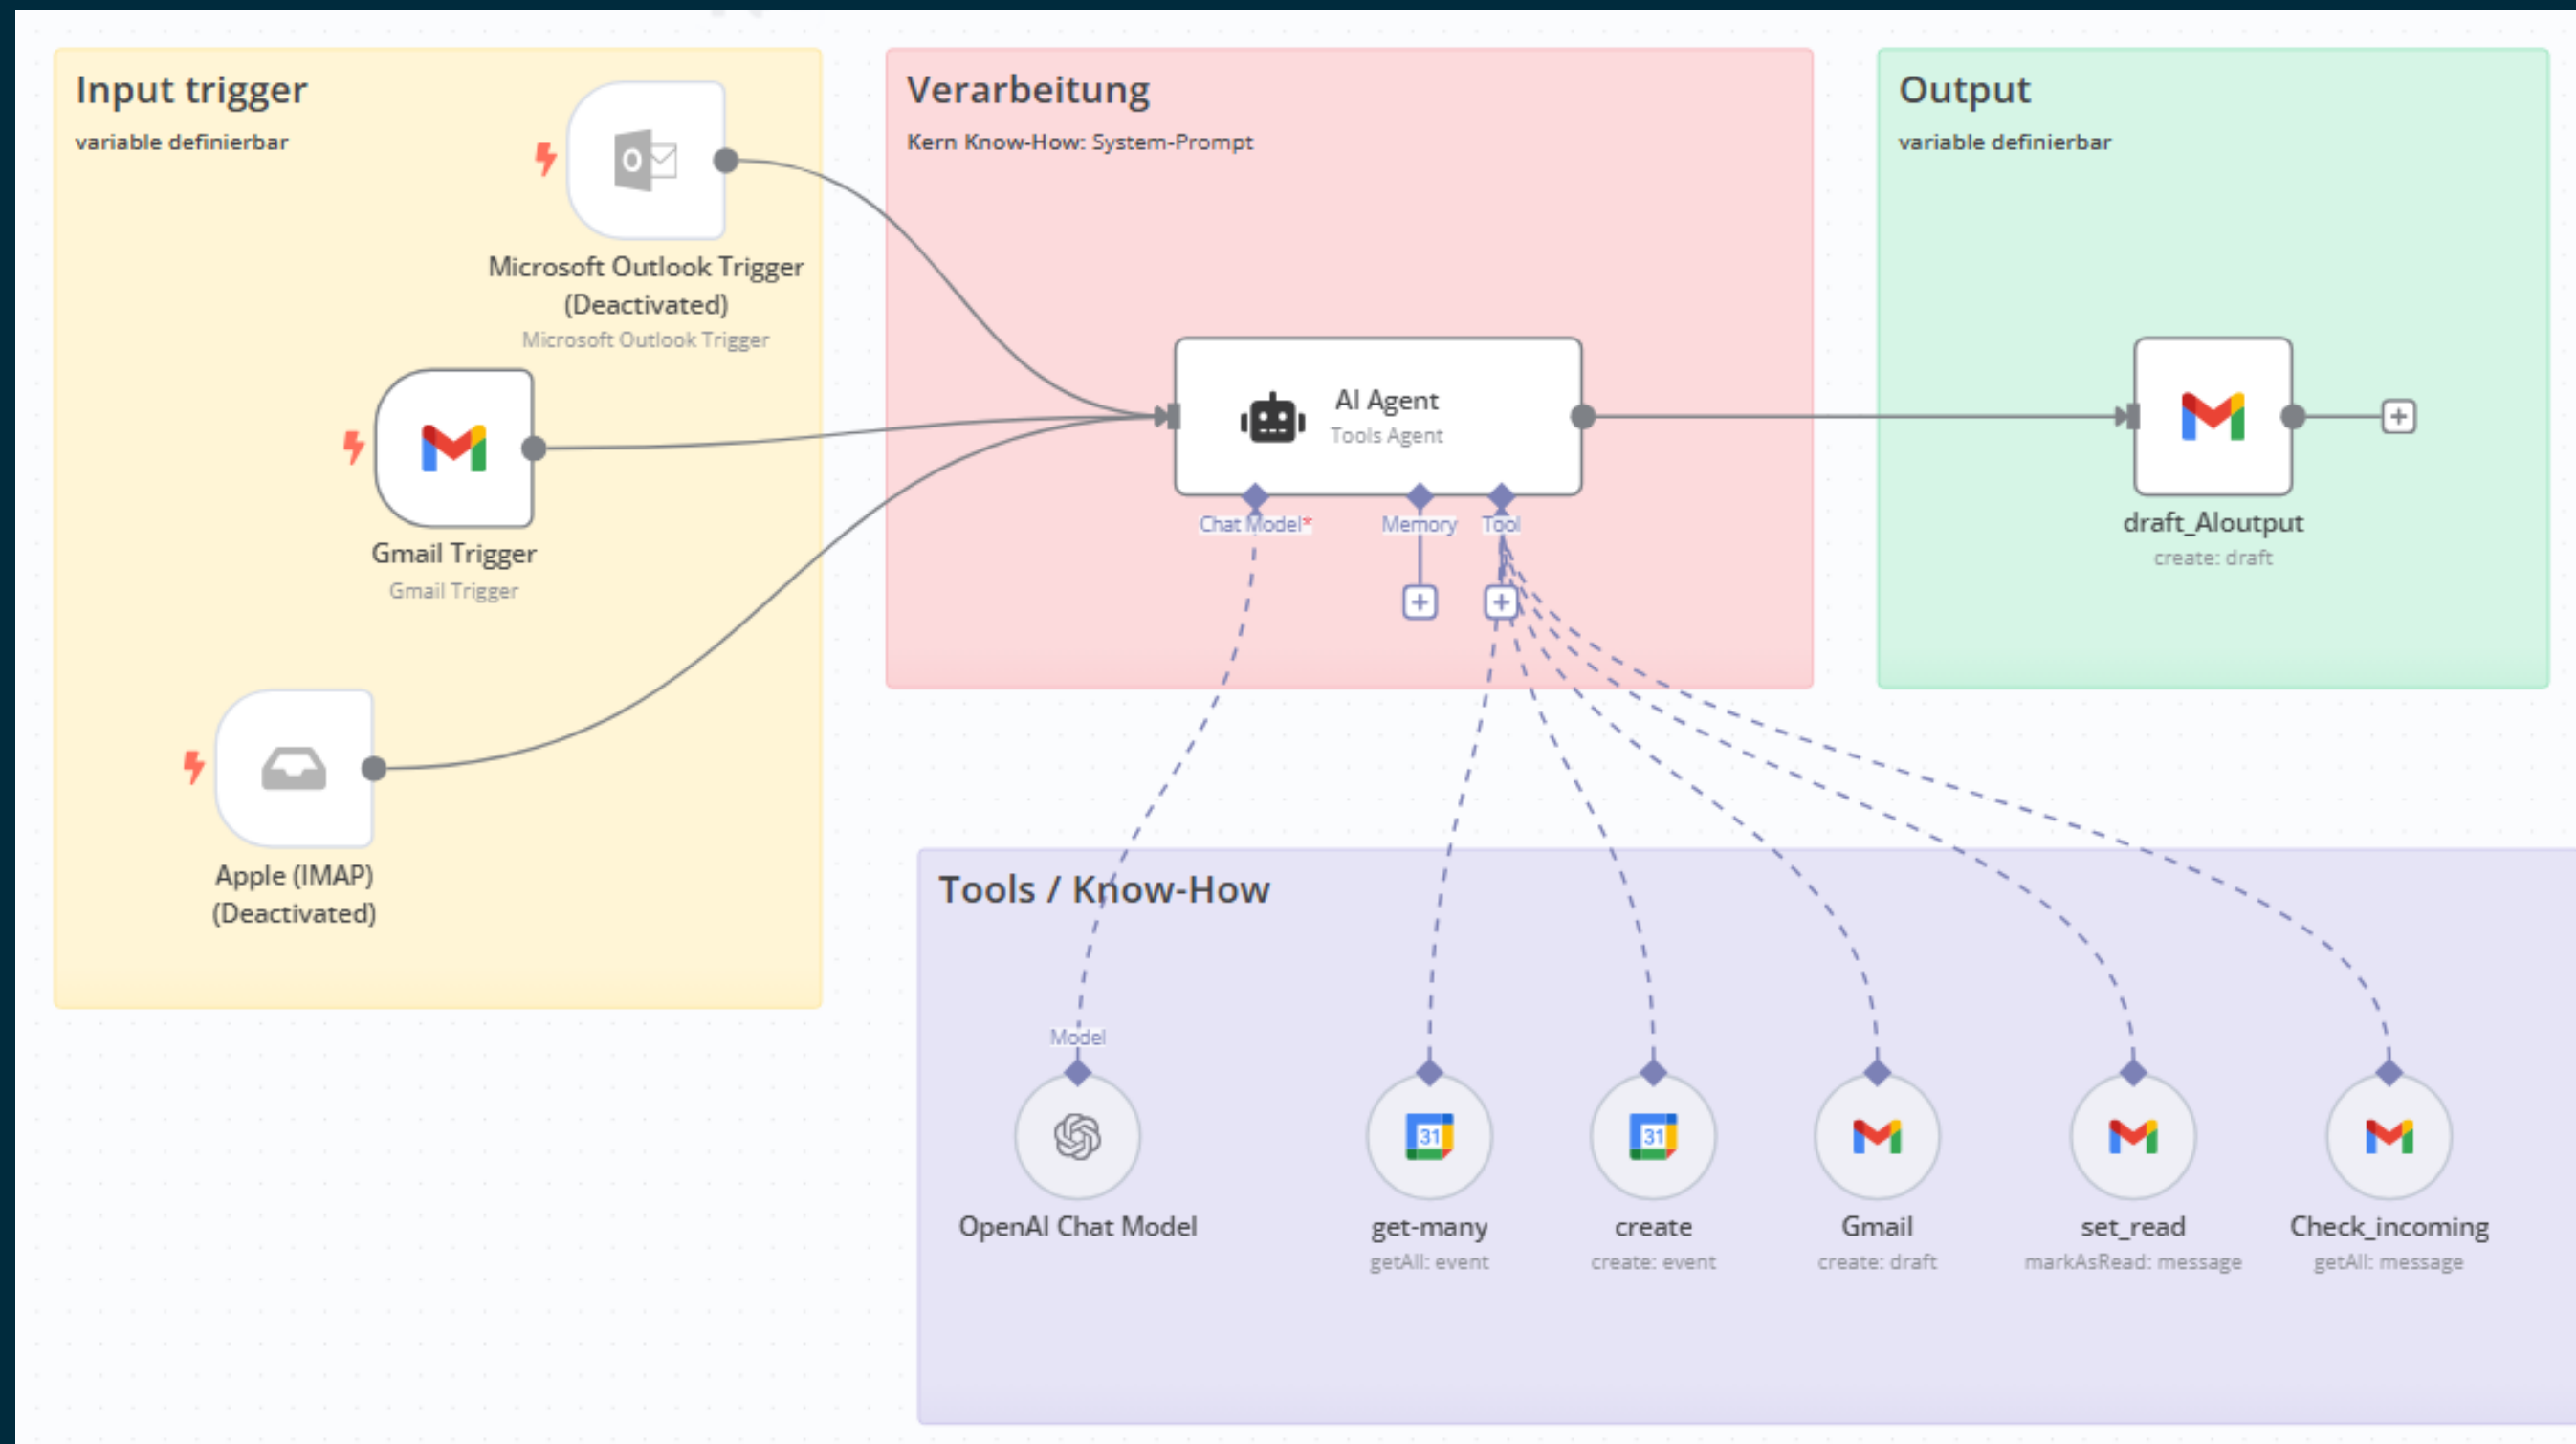 Input trigger
variable definierbar
Microsoft Outlook Trigger
(Deactivated)
Microsoft Outlook Trigger
Gmail Trigger
Gmail Trigger
Apple (IMAP)
(Deactivated)
Verarbeitung
Kern Know-How: System-Prompt
AI Agent
Tools Agent
Chat Model*
Memory
Tool
Output
variable definierbar
draft_AIoutput
create: draft
Tools / Know-How
Model
OpenAI Chat Model
31
get-many
getAll: event
31
create
create: event
Gmail
create: draft
set_read
markAsRead: message
Check_incoming
getAll: message